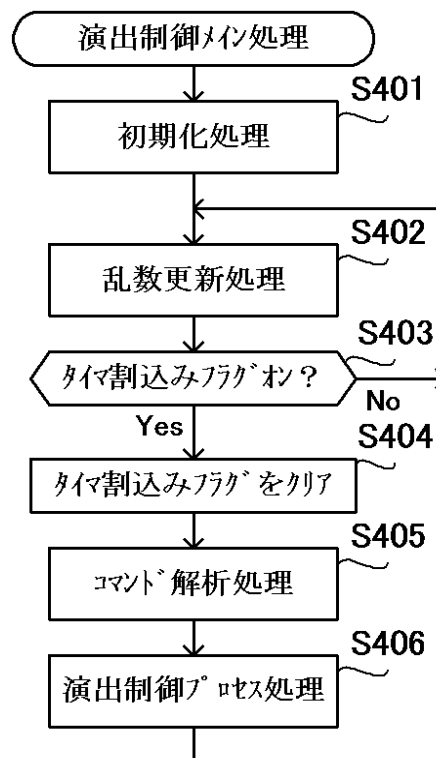 演出制御ﾒｲﾝ処理
S401
初期化処理
S402
乱数更新処理
S403
ﾀｲﾏ割込みﾌﾗｸﾞｵﾝ？
No
Yes
S404
ﾀｲﾏ割込みﾌﾗｸﾞをｸﾘｱ
S405
ｺﾏﾝﾄﾞ解析処理
S406
演出制御ﾌﾟﾛｾｽ処理